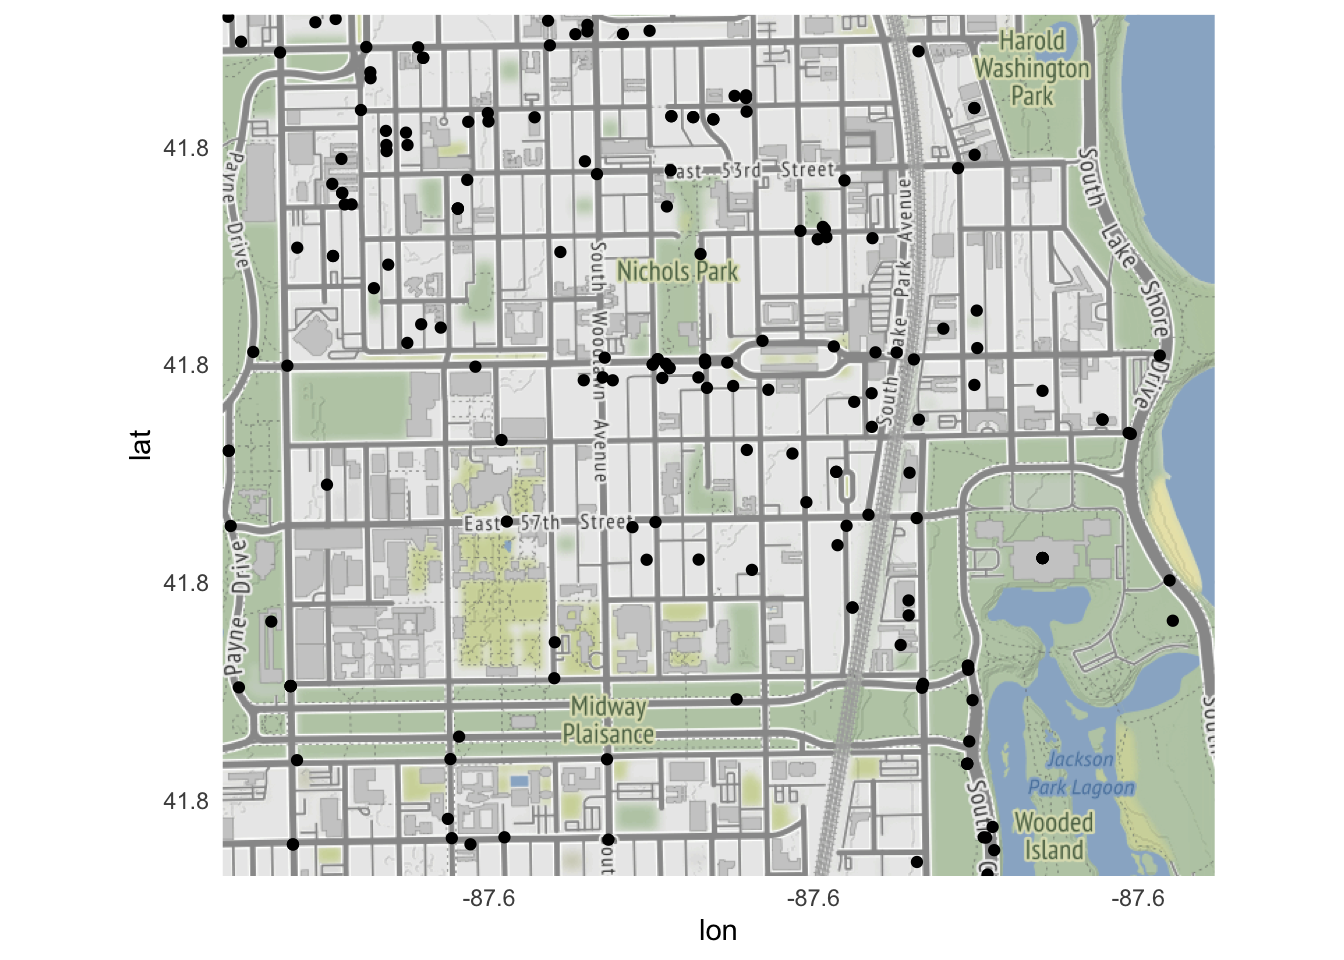 Harold
Washington
Park
41.8
East 53rd Street
Payne Drive
South Lake Shore Drive
South Lake Park Avenue
South Woodlawn Avenue
Nichols Park
41.8
lat
East 57th Street
41.8
Payne Drive
Midway
Plaisance
Jackson
Park Lagoon
41.8
Wooded
Island
-87.6
-87.6
-87.6
lon